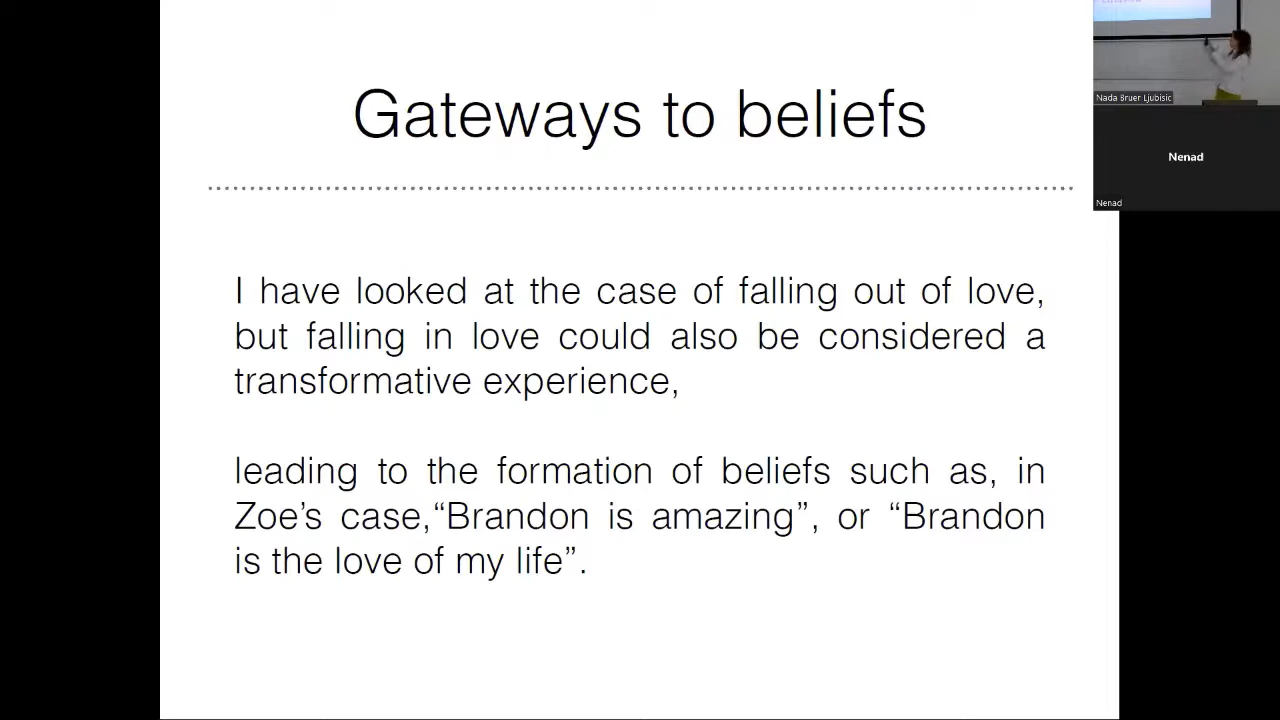 Gateways to beliefs
I have looked at the case of falling out of love,
but falling in love could also be considered a
transformative experience,
leading to the formation of beliefs such as, in
Zoe’s case,“Brandon is amazing”, or “Brandon
is the love of my life”.
Nada Bruer Ljubisic
Nenad
Nenad